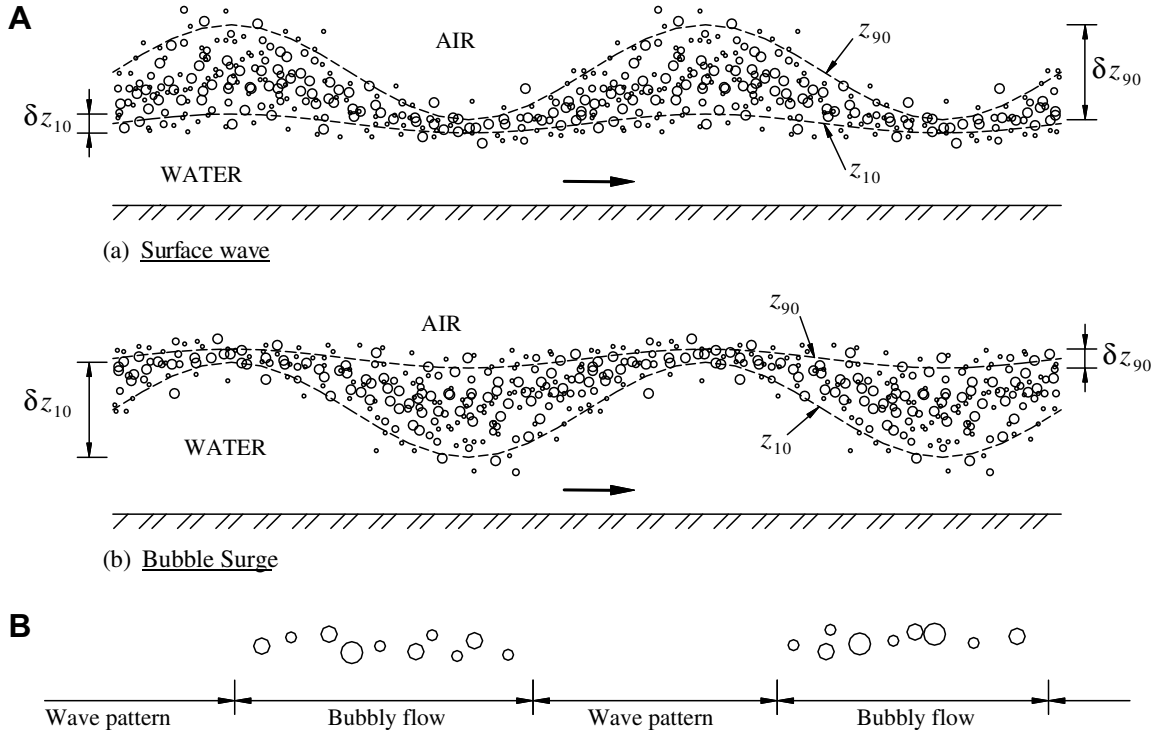 A
AIR
z90
δz90
δz10
z10
WATER
(a) Surface wave
z90
AIR
δz90
δz10
WATER
z10
(b) Bubble Surge
B
Wave pattern Bubbly flow Wave pattern Bubbly flow